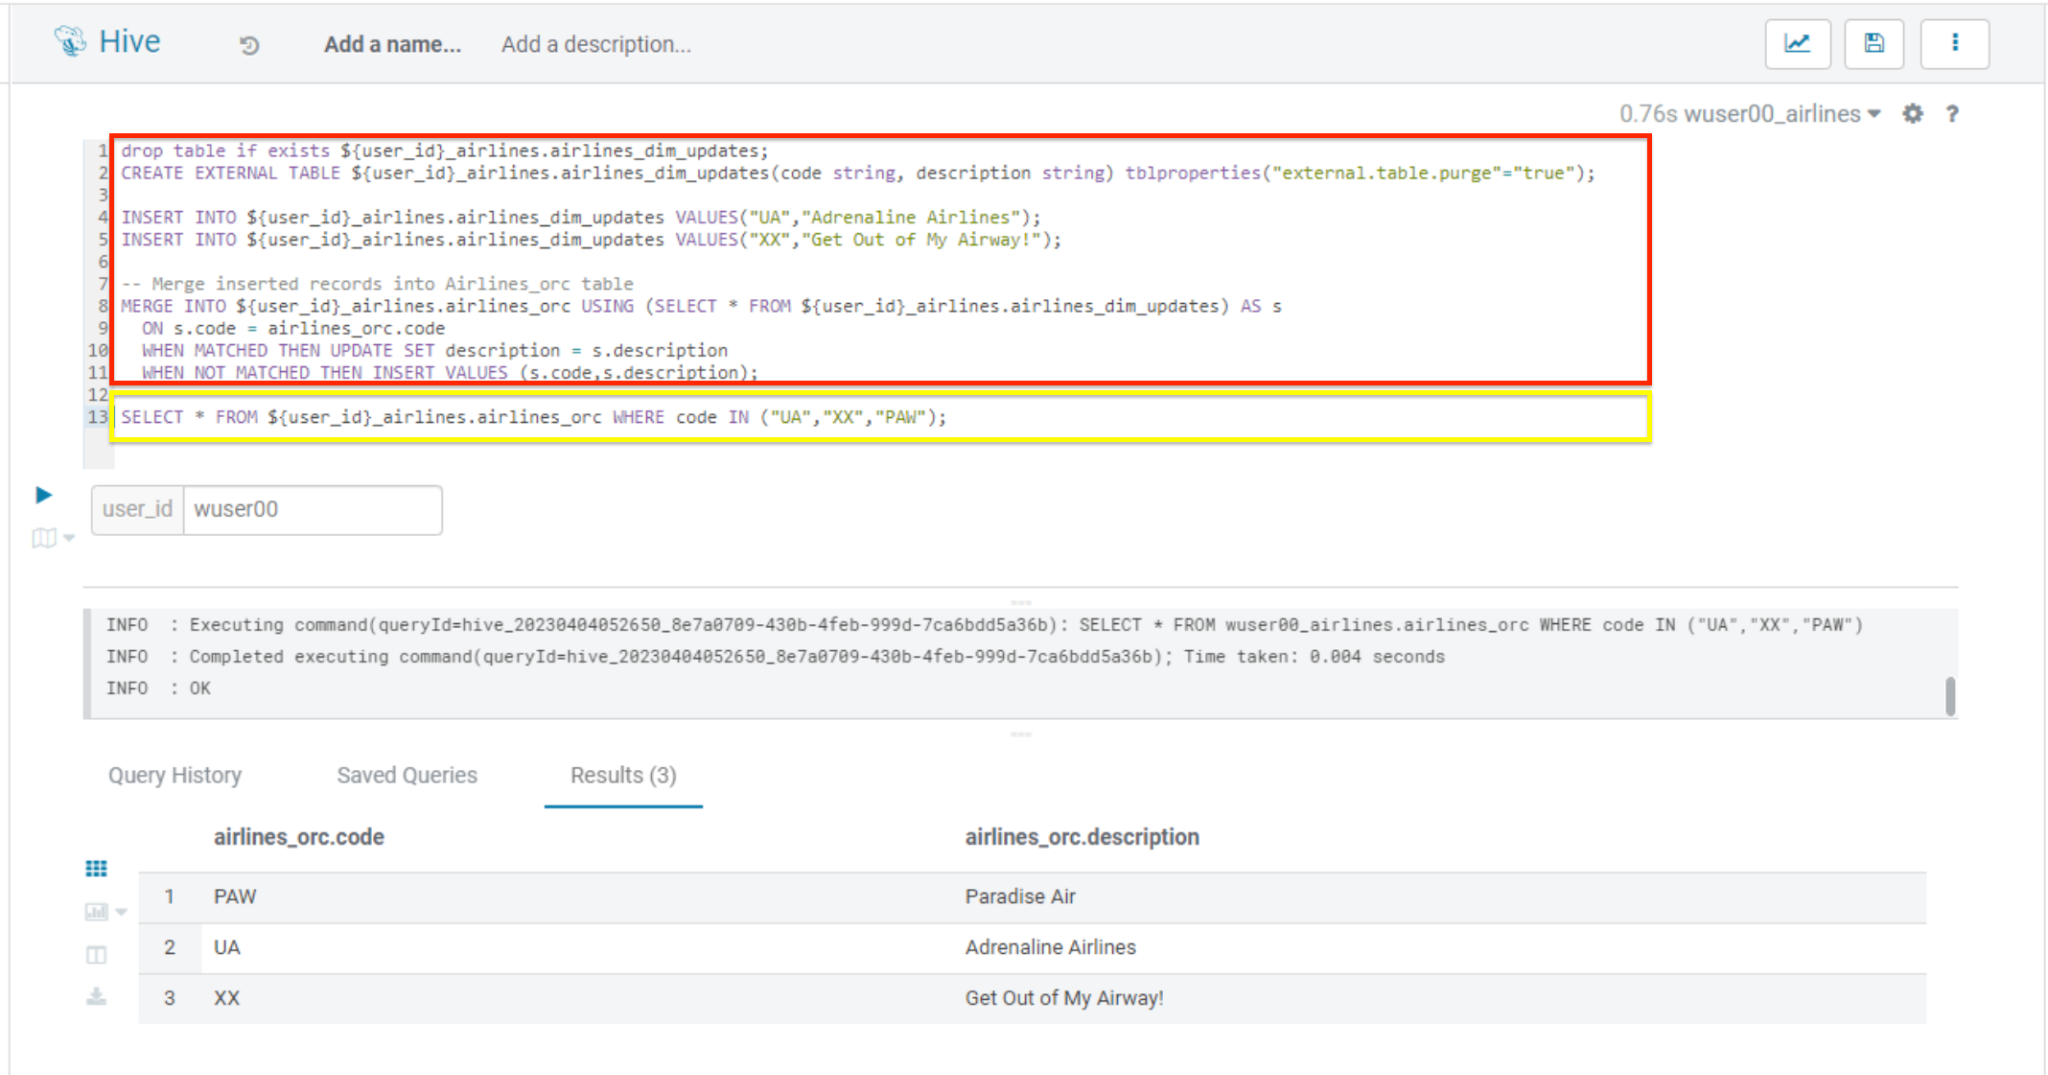 Hive Add a name... Add a description...
0.76s wuser00_airlines ?
1 drop table if exists ${user_id}_airlines.airlines_dim_updates;
2 CREATE EXTERNAL TABLE ${user_id}_airlines.airlines_dim_updates(code string, description string) tblproperties("external.table.purge"="true");
3
4 INSERT INTO ${user_id}_airlines.airlines_dim_updates VALUES("UA","Adrenaline Airlines");
5 INSERT INTO ${user_id}_airlines.airlines_dim_updates VALUES("XX","Get Out of My Airway!");
6
7 -- Merge inserted records into Airlines_orc table
8 MERGE INTO ${user_id}_airlines.airlines_orc USING (SELECT * FROM ${user_id}_airlines.airlines_dim_updates) AS s
9 ON s.code = airlines_orc.code
10 WHEN MATCHED THEN UPDATE SET description = s.description
11 WHEN NOT MATCHED THEN INSERT VALUES (s.code,s.description);
12
13 SELECT * FROM ${user_id}_airlines.airlines_orc WHERE code IN ("UA","XX","PAW");
user_id wuser00
INFO : Executing command(queryId=hive_20230404052650_8e7a0709-430b-4feb-999d-7ca6bdd5a36b): SELECT * FROM wuser00_airlines.airlines_orc WHERE code IN ("UA","XX","PAW")
INFO : Completed executing command(queryId=hive_20230404052650_8e7a0709-430b-4feb-999d-7ca6bdd5a36b); Time taken: 0.004 seconds
INFO : OK
Query History Saved Queries Results (3)
airlines_orc.code airlines_orc.description
1 PAW Paradise Air
2 UA Adrenaline Airlines
3 XX Get Out of My Airway!